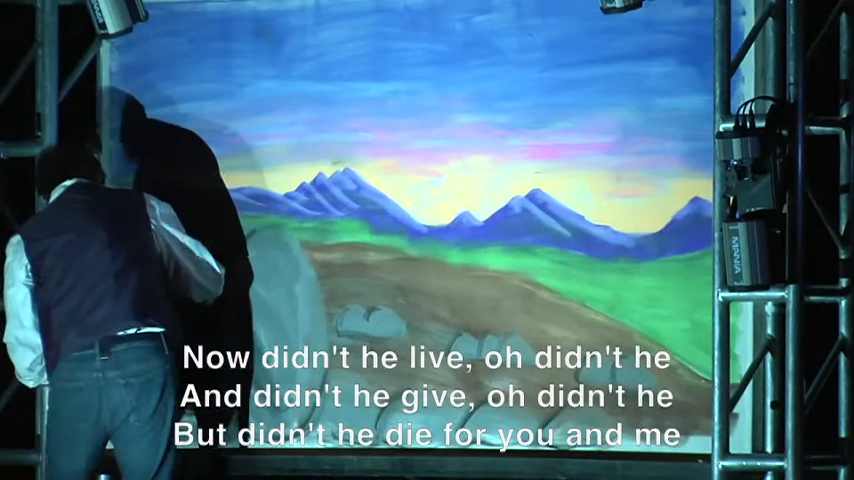 MANIA
Now didn't he live, oh didn't he
And didn't he give, oh didn't he
But didn't he die for you and me